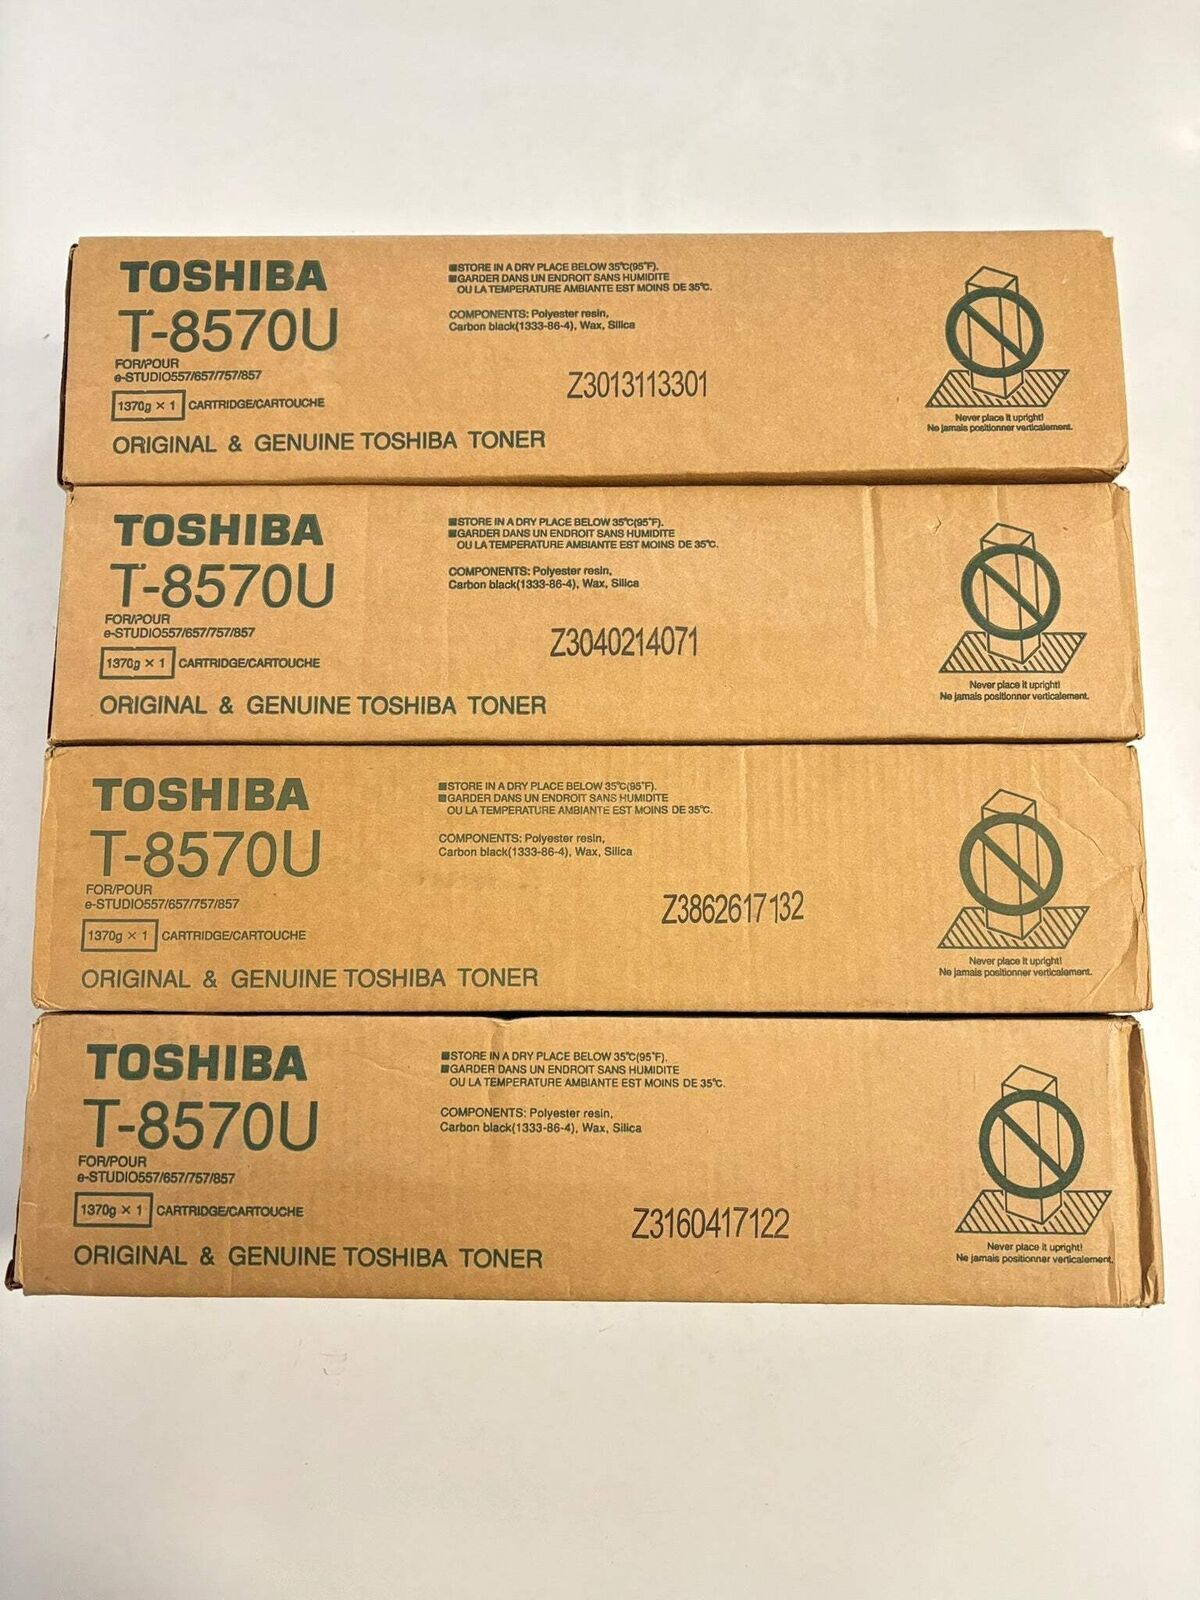 TOSHIBA
T-8570U
FOR/POUR
e-STUDIO557/657/757/857
1370g × 1 CARTRIDGE/CARTOUCHE
ORIGINAL & GENUINE TOSHIBA TONER
■STORE IN A DRY PLACE BELOW 35℃(95˚F).
■GARDER DANS UN ENDROIT SANS HUMIDITE
OU LA TEMPERATURE AMBIANTE EST MOINS DE 35℃.
COMPONENTS: Polyester resin,
Carbon black(1333-86-4), Wax, Silica
Z3013113301
Never place it upright!
Ne jamais positionner verticalement.
TOSHIBA
T-8570U
FOR/POUR
e-STUDIO557/657/757/857
1370g × 1 CARTRIDGE/CARTOUCHE
ORIGINAL & GENUINE TOSHIBA TONER
■STORE IN A DRY PLACE BELOW 35℃(95˚F).
■GARDER DANS UN ENDROIT SANS HUMIDITE
OU LA TEMPERATURE AMBIANTE EST MOINS DE 35℃.
COMPONENTS: Polyester resin,
Carbon black(1333-86-4), Wax, Silica
Z3040214071
Never place it upright!
Ne jamais positionner verticalement.
TOSHIBA
T-8570U
FOR/POUR
e-STUDIO557/657/757/857
1370g × 1 CARTRIDGE/CARTOUCHE
ORIGINAL & GENUINE TOSHIBA TONER
■STORE IN A DRY PLACE BELOW 35℃(95˚F).
■GARDER DANS UN ENDROIT SANS HUMIDITE
OU LA TEMPERATURE AMBIANTE EST MOINS DE 35℃.
COMPONENTS: Polyester resin,
Carbon black(1333-86-4), Wax, Silica
Z3862617132
Never place it upright!
Ne jamais positionner verticalement.
TOSHIBA
T-8570U
FOR/POUR
e-STUDIO557/657/757/857
1370g × 1 CARTRIDGE/CARTOUCHE
ORIGINAL & GENUINE TOSHIBA TONER
■STORE IN A DRY PLACE BELOW 35℃(95˚F).
■GARDER DANS UN ENDROIT SANS HUMIDITE
OU LA TEMPERATURE AMBIANTE EST MOINS DE 35℃.
COMPONENTS: Polyester resin,
Carbon black(1333-86-4), Wax, Silica
Z3160417122
Never place it upright!
Ne jamais positionner verticalement.